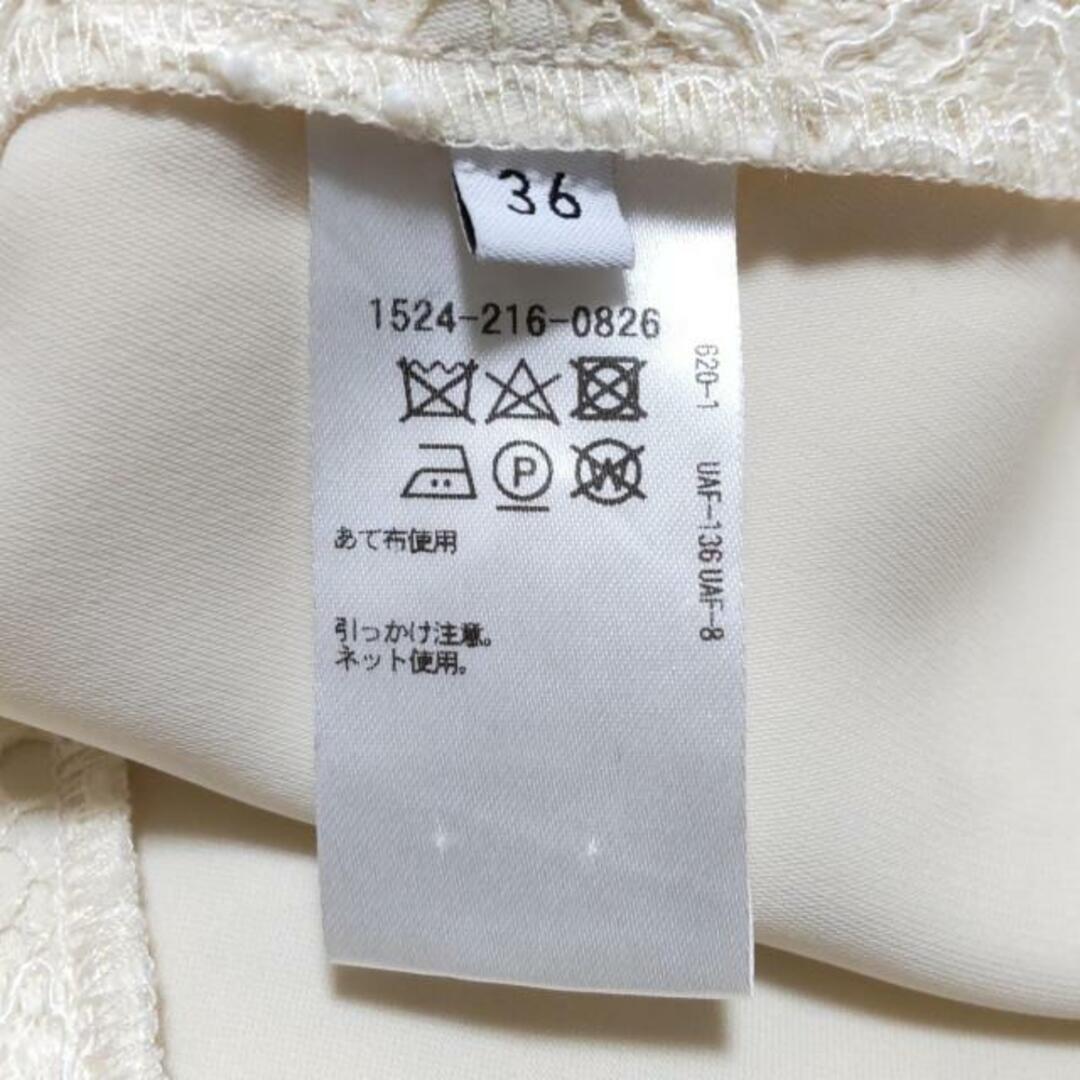 36
1524-216-0826
P
W
あて布使用
引っかけ注意。
ネット使用。
620-1 UAF-136 UAF-8